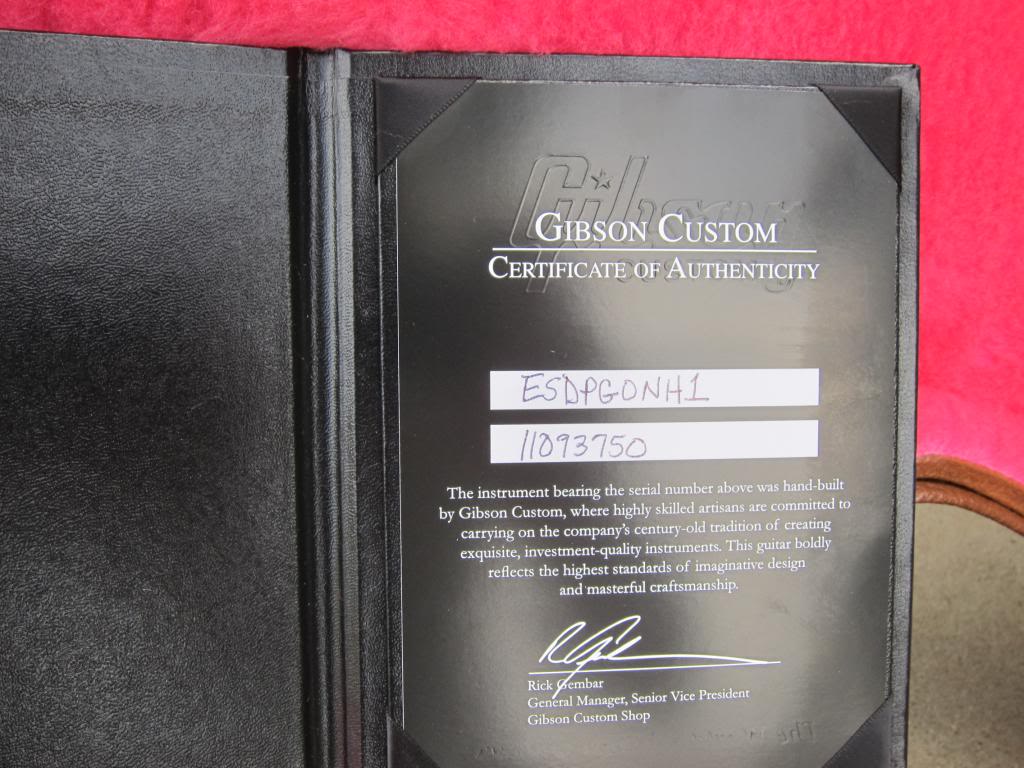 Gibson
CUSTOM
GIBSON CUSTOM
CERTIFICATE OF AUTHENTICITY
ESDPGONH1
11093750
The instrument bearing the serial number above was hand-built
by Gibson Custom, where highly skilled artisans are committed to
carrying on the company's century-old tradition of creating
exquisite, investment-quality instruments. This guitar boldly
reflects the highest standards of imaginative design
and masterful craftsmanship.
Rick Gembar
General Manager, Senior Vice President
Gibson Custom Shop